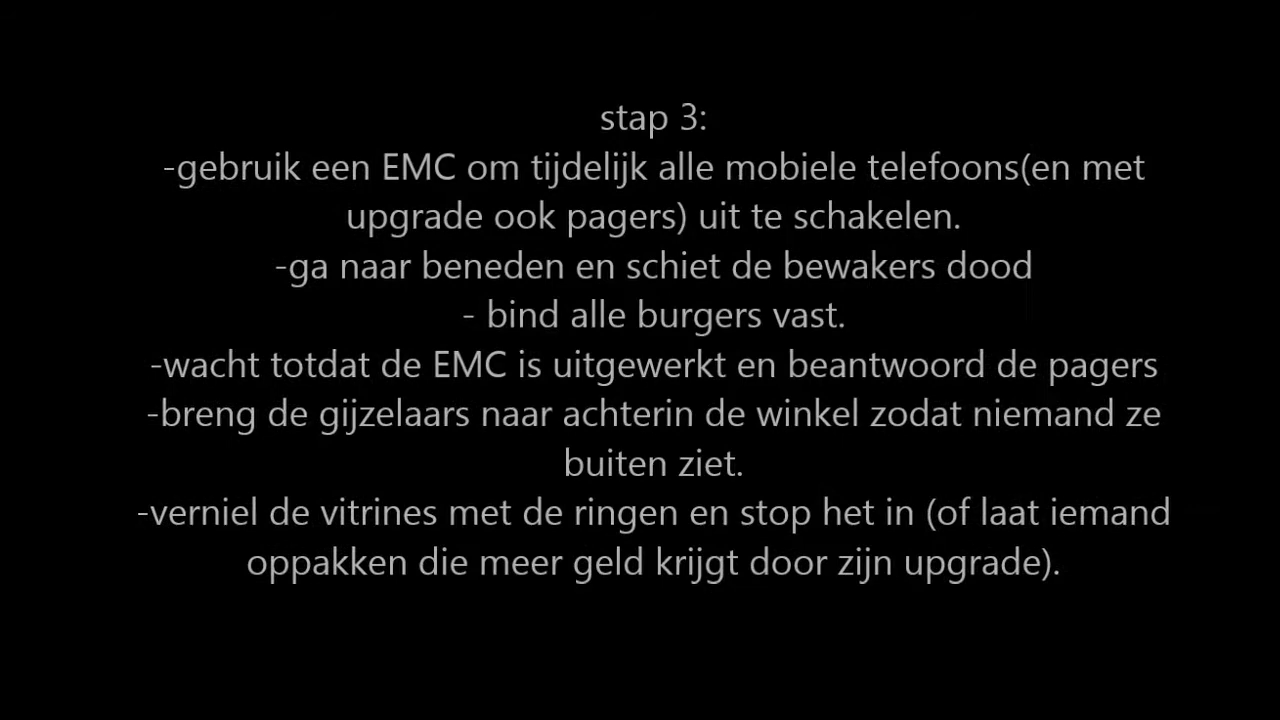 stap 3:
-gebruik een EMC om tijdelijk alle mobiele telefoons(en met
upgrade ook pagers) uit te schakelen.
-ga naar beneden en schiet de bewakers dood
- bind alle burgers vast.
-wacht totdat de EMC is uitgewerkt en beantwoord de pagers
-breng de gijzelaars naar achterin de winkel zodat niemand ze
buiten ziet.
-verniel de vitrines met de ringen en stop het in (of laat iemand
oppakken die meer geld krijgt door zijn upgrade).